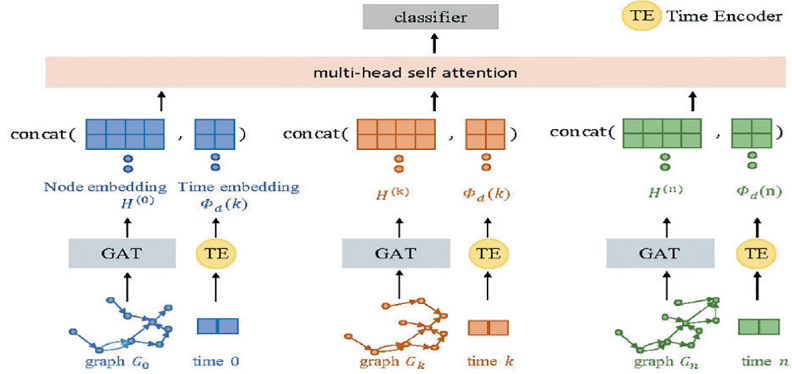 classifier
TE Time Encoder
multi-head self attention
concat( , ) concat( , ) concat( , )
Node embedding Time embedding
H⁽⁰⁾ Φ_d(k) H⁽ᵏ⁾ Φ_d(k) H⁽ⁿ⁾ Φ_d(n)
GAT TE GAT TE GAT TE
graph G₀ time 0 graph G_k time k graph G_n time n